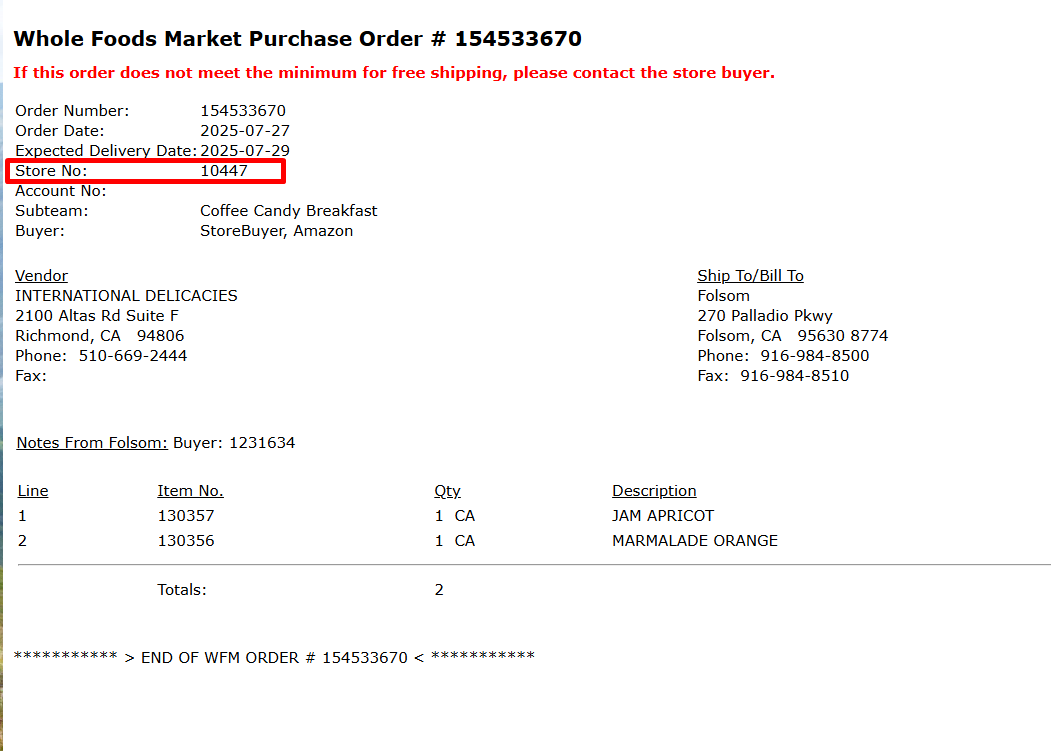 Whole Foods Market Purchase Order # 154533670
If this order does not meet the minimum for free shipping, please contact the store buyer.
Order Number: 154533670
Order Date: 2025-07-27
Expected Delivery Date: 2025-07-29
Store No: 10447
Account No:
Subteam: Coffee Candy Breakfast
Buyer: StoreBuyer, Amazon
Vendor
INTERNATIONAL DELICACIES
2100 Altas Rd Suite F
Richmond, CA 94806
Phone: 510-669-2444
Fax:
Ship To/Bill To
Folsom
270 Palladio Pkwy
Folsom, CA 95630 8774
Phone: 916-984-8500
Fax: 916-984-8510
Notes From Folsom: Buyer: 1231634
Line Item No. Qty Description
1 130357 1 CA JAM APRICOT
2 130356 1 CA MARMALADE ORANGE
Totals: 2
*********** > END OF WFM ORDER # 154533670 < ***********